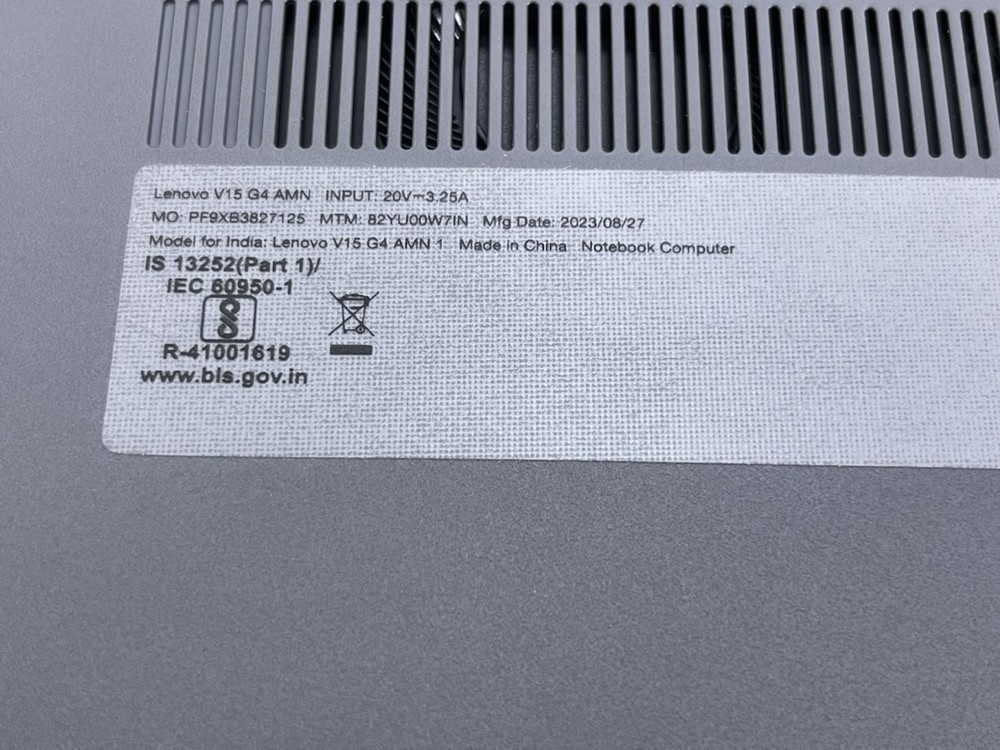 Lenovo V15 G4 AMN INPUT: 20V⎓3.25A
MO: PF9XB3827125 MTM: 82YU00W7IN Mfg Date: 2023/08/27
Model for India: Lenovo V15 G4 AMN 1 Made in China Notebook Computer
IS 13252(Part 1)/
IEC 60950-1
R-41001619
www.bis.gov.in